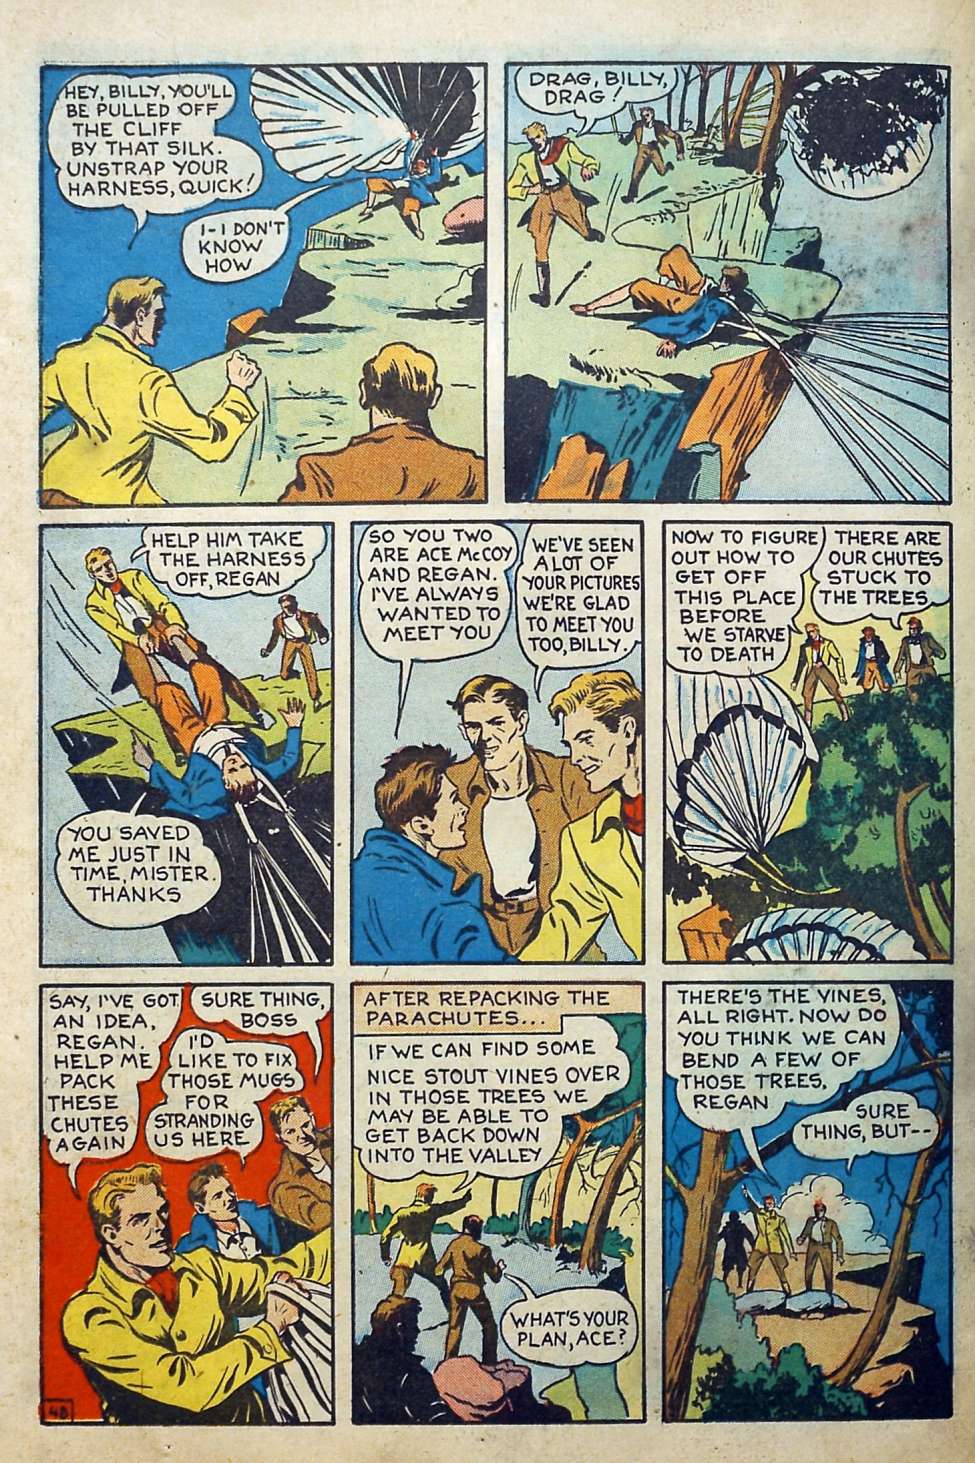 HEY, BILLY, YOU'LL
BE PULLED OFF
THE CLIFF
BY THAT SILK.
UNSTRAP YOUR
HARNESS, QUICK!
I-I DON'T
KNOW
HOW
DRAG, BILLY,
DRAG!
HELP HIM TAKE
THE HARNESS
OFF, REGAN
YOU SAVED
ME JUST IN
TIME, MISTER.
THANKS
SO YOU TWO
ARE ACE McCOY
AND REGAN.
I'VE ALWAYS
WANTED TO
MEET YOU
WE'VE SEEN
A LOT OF
YOUR PICTURES
WE'RE GLAD
TO MEET YOU
TOO, BILLY.
NOW TO FIGURE
OUT HOW TO
GET OFF
THIS PLACE
BEFORE
WE STARVE
TO DEATH
THERE ARE
OUR CHUTES
STUCK TO
THE TREES
SAY, I'VE GOT
AN IDEA,
REGAN.
HELP ME
PACK
THESE
CHUTES
AGAIN
SURE THING,
BOSS
I'D
LIKE TO FIX
THOSE MUGS
FOR
STRANDING
US HERE
48
AFTER REPACKING THE
PARACHUTES...
IF WE CAN FIND SOME
NICE STOUT VINES OVER
IN THOSE TREES WE
MAY BE ABLE TO
GET BACK DOWN
INTO THE VALLEY
WHAT'S YOUR
PLAN, ACE?
THERE'S THE VINES,
ALL RIGHT. NOW DO
YOU THINK WE CAN
BEND A FEW OF
THOSE TREES,
REGAN
SURE
THING, BUT--